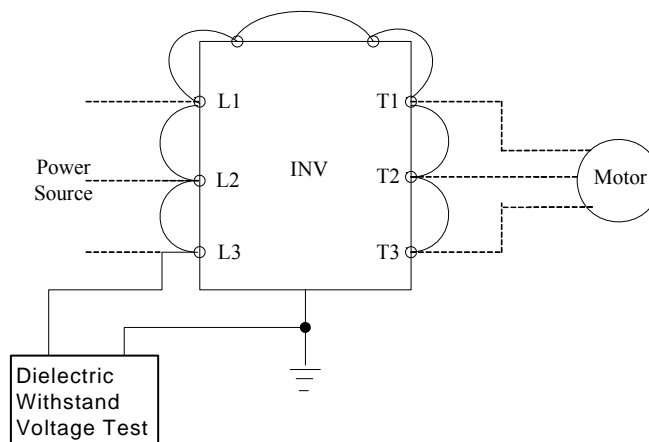 L1
T1
Power
Source
L2
INV
T2
Motor
L3
T3
Dielectric
Withstand
Voltage Test